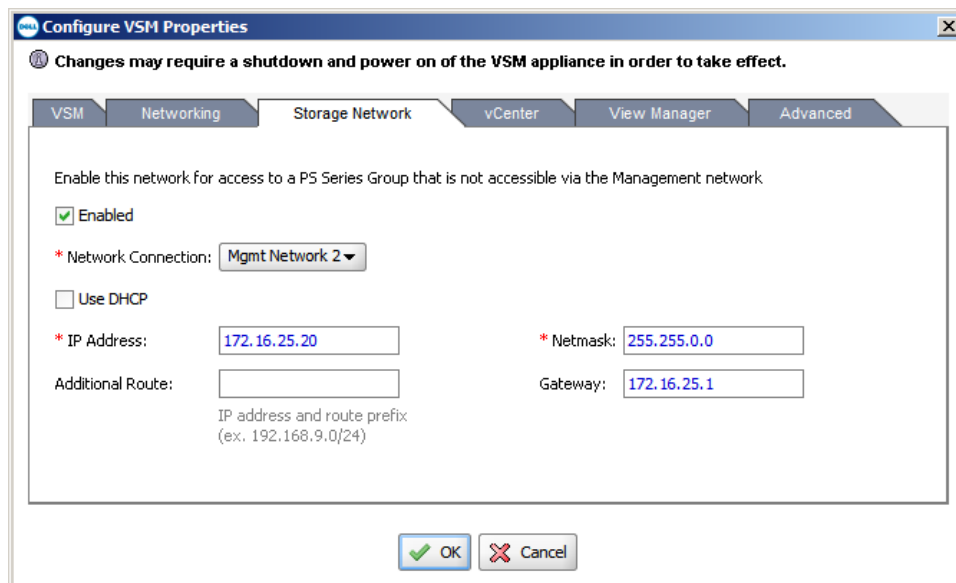 DELL Configure VSM Properties
Changes may require a shutdown and power on of the VSM appliance in order to take effect.
VSM Networking Storage Network vCenter View Manager Advanced
Enable this network for access to a PS Series Group that is not accessible via the Management network
Enabled
* Network Connection: Mgmt Network 2
Use DHCP
* IP Address: 172.16.25.20 * Netmask: 255.255.0.0
Additional Route: Gateway: 172.16.25.1
IP address and route prefix
(ex. 192.168.9.0/24)
OK Cancel